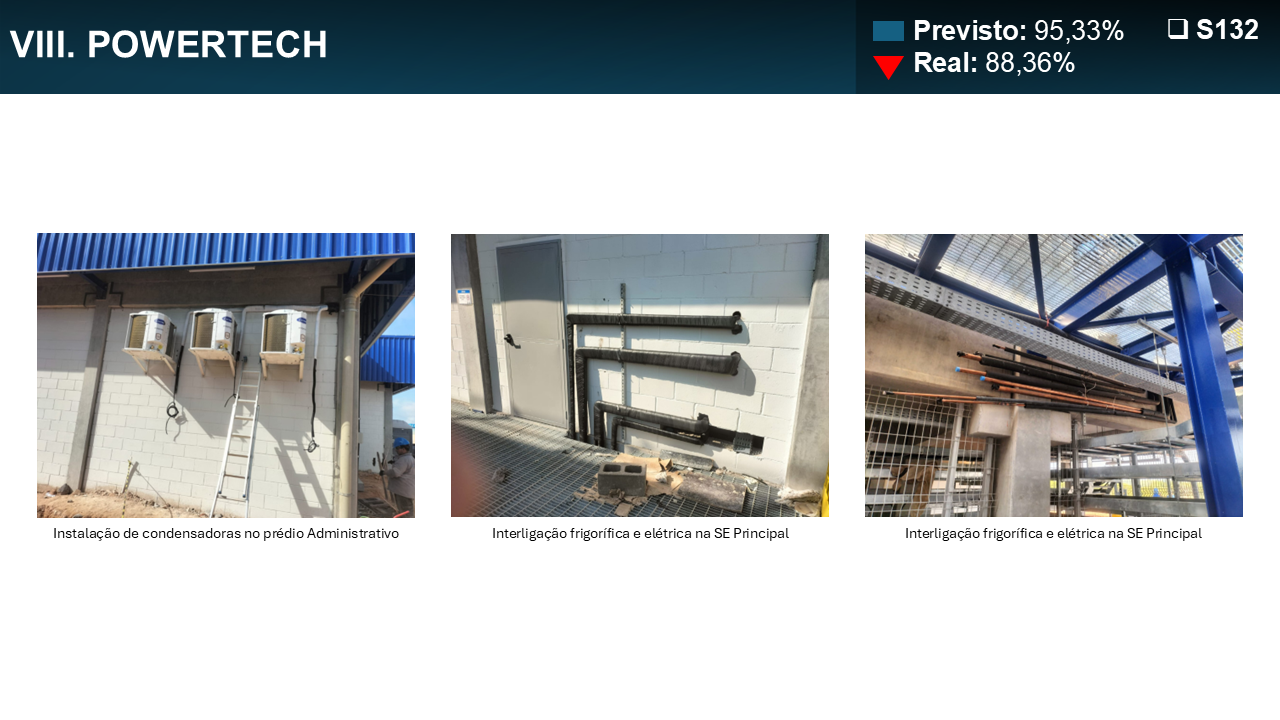 VIII. POWERTECH
Previsto: 95,33%
Real: 88,36%
❑ S132
Instalação de condensadoras no prédio Administrativo
Interligação frigorífica e elétrica na SE Principal
Interligação frigorífica e elétrica na SE Principal